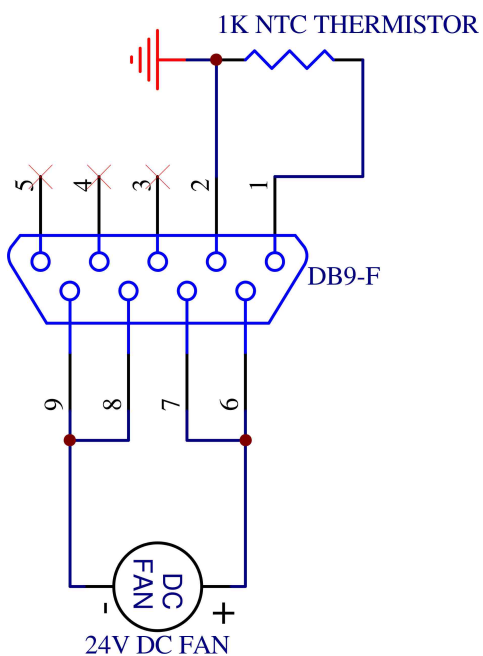 1K NTC THERMISTOR
5 4 3 2 1
DB9-F
9 8 7 6
DC
FAN
- +
24V DC FAN